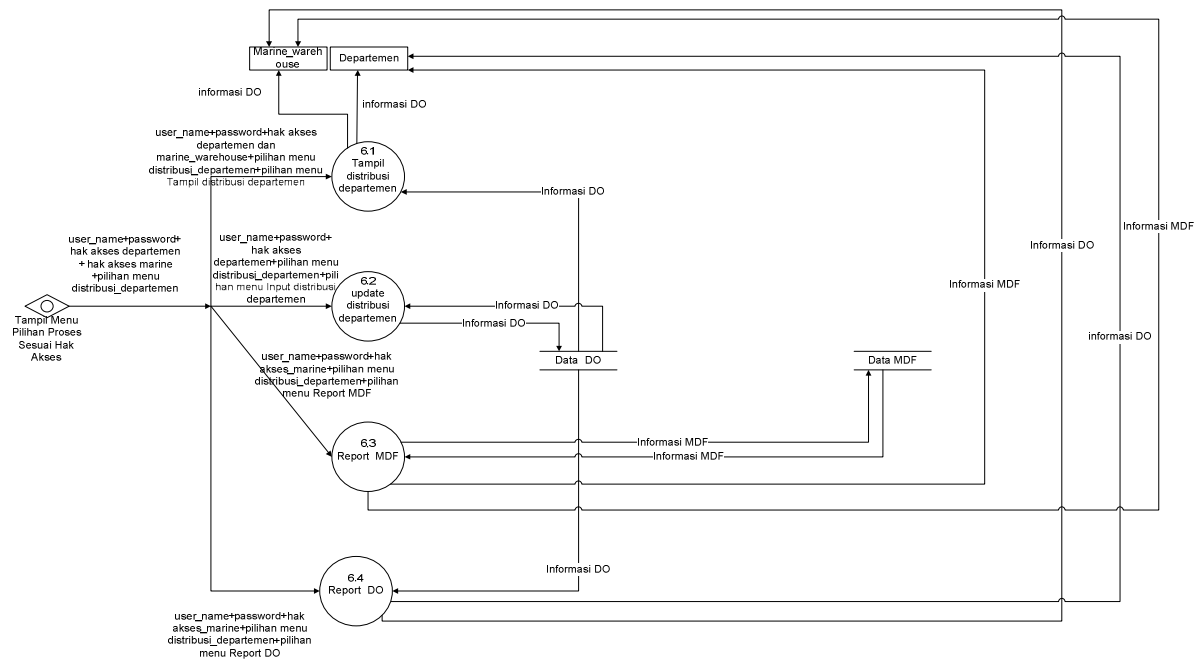 Marine_wareh
ouse
Departemen
informasi DO
informasi DO
user_name+password+hak akses
departemen dan
marine_warehouse+pilihan menu
distribusi_departemen+pilihan menu
Tampil distribusi departemen
6.1
Tampil
distribusi
departemen
Informasi DO
Informasi MDF
Informasi DO
Informasi MDF
informasi DO
user_name+password+
hak akses departemen
+ hak akses marine
+pilihan menu
distribusi_departemen
user_name+password+
hak akses
departemen+pilihan menu
distribusi_departemen+pili
han menu Input distribusi
departemen
6.2
update
distribusi
departemen
Informasi DO
Informasi DO
Tampil Menu
Pilihan Proses
Sesuai Hak
Akses
Data DO
Data MDF
user_name+password+hak
akses_marine+pilihan menu
distribusi_departemen+pilihan
menu Report MDF
6.3
Report MDF
Informasi MDF
Informasi MDF
Informasi DO
6.4
Report DO
user_name+password+hak
akses_marine+pilihan menu
distribusi_departemen+pilihan
menu Report DO